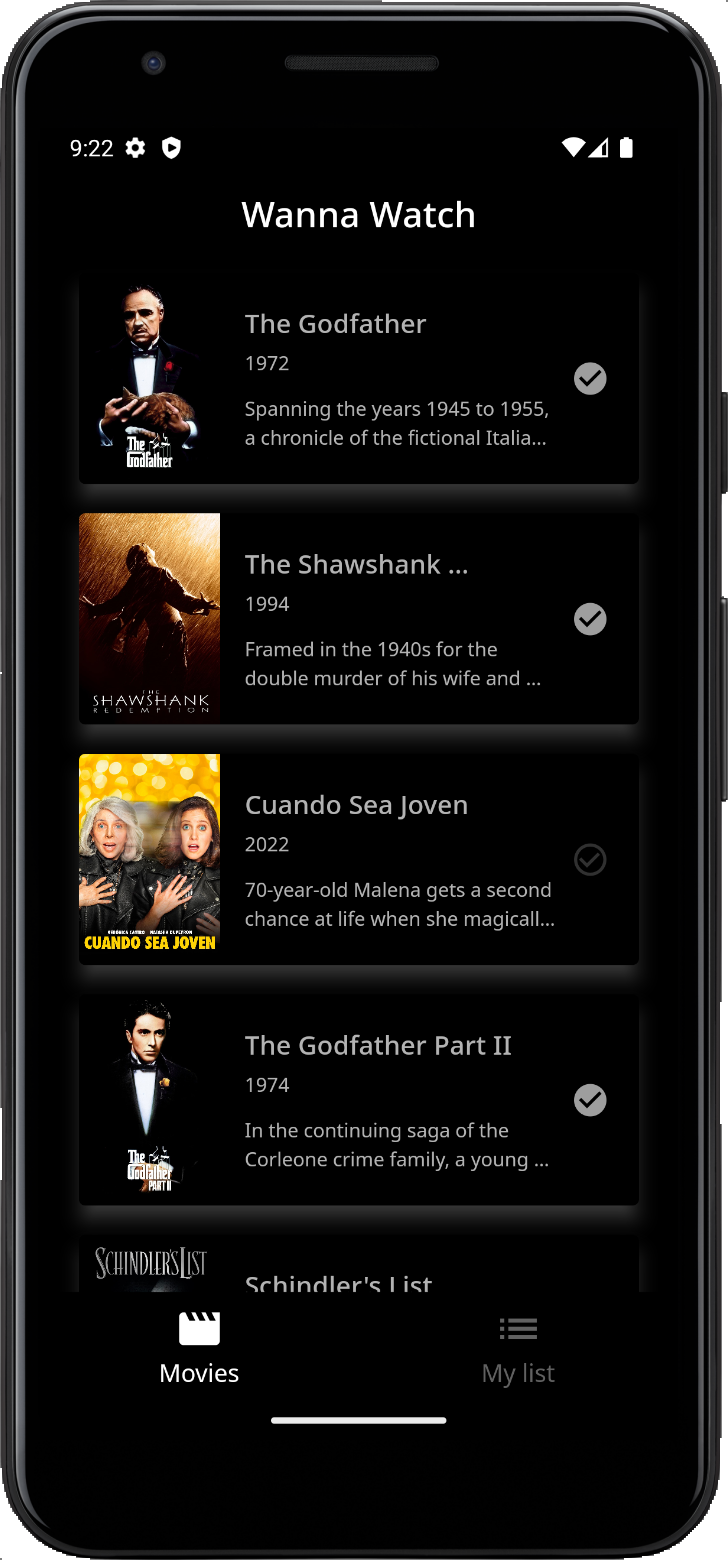 9:22
Wanna Watch
The Godfather
1972
Spanning the years 1945 to 1955,
a chronicle of the fictional Italia...
The
Godfather
The Shawshank ...
1994
Framed in the 1940s for the
double murder of his wife and ...
THE
SHAWSHANK
REDEMPTION
Cuando Sea Joven
2022
70-year-old Malena gets a second
chance at life when she magicall...
VERÓNICA CASTRO NATASHA DUPEYRÓN
CUANDO SEA JOVEN
The Godfather Part II
1974
In the continuing saga of the
Corleone crime family, a young ...
The
Godfather
PART II
SCHINDLER'S LIST
Schindler's List
Movies
My list